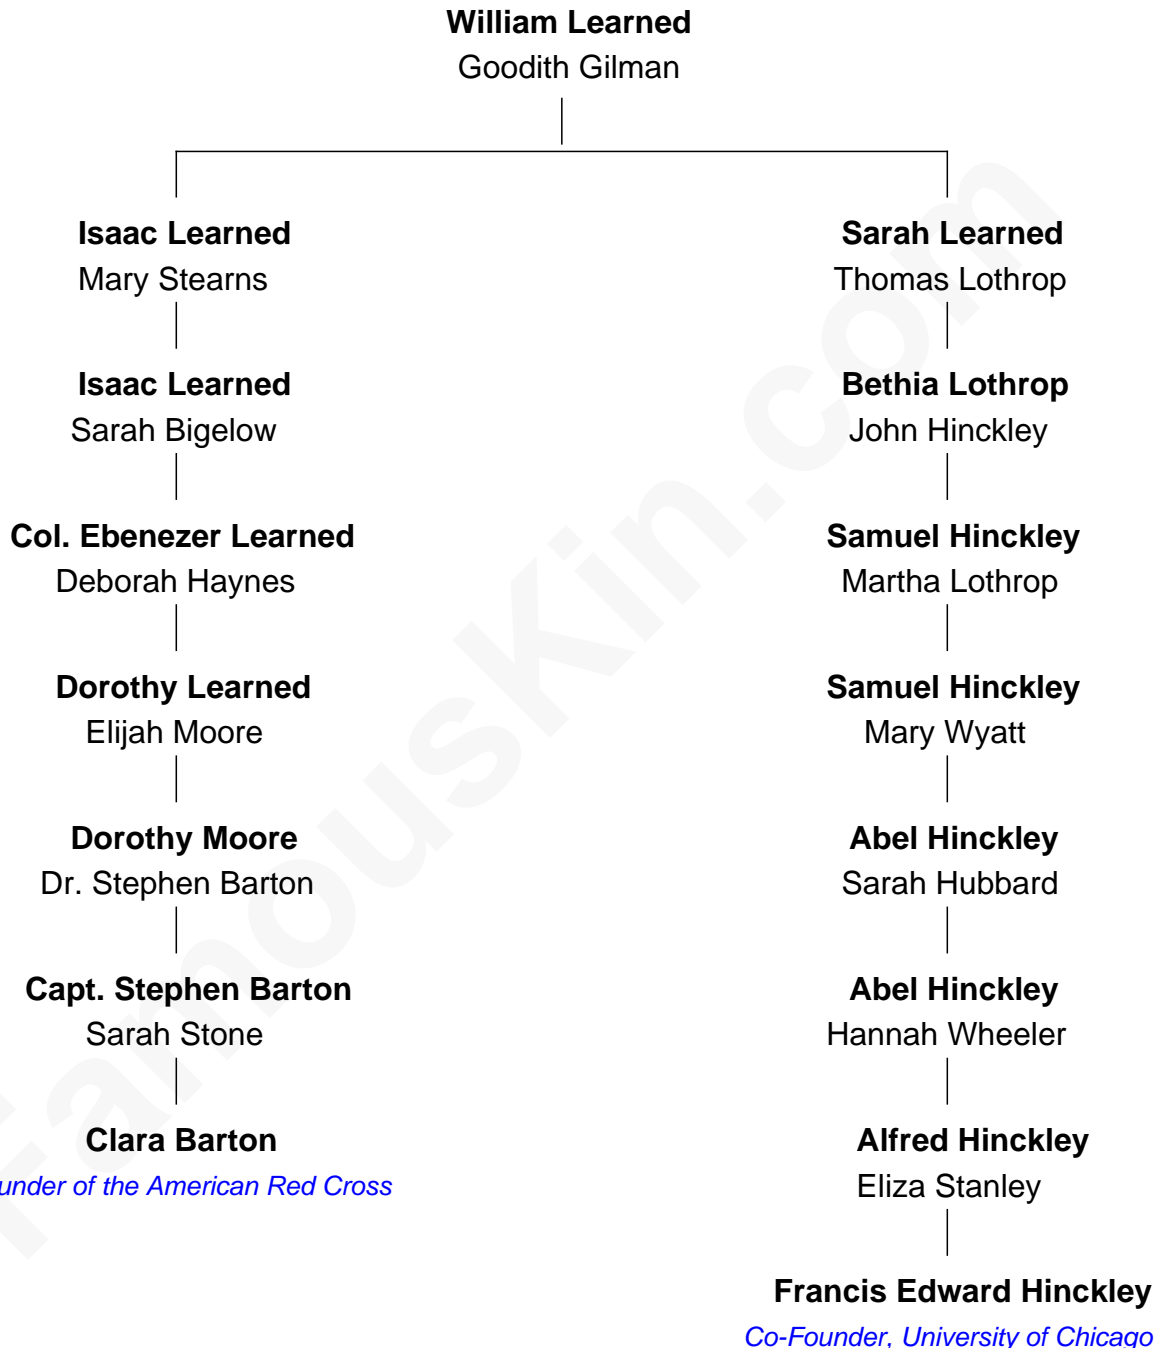 William Learned
Goodith Gilman
Isaac Learned
Mary Stearns
Sarah Learned
Thomas Lothrop
Isaac Learned
Sarah Bigelow
Bethia Lothrop
John Hinckley
Col. Ebenezer Learned
Deborah Haynes
Samuel Hinckley
Martha Lothrop
Dorothy Learned
Elijah Moore
Samuel Hinckley
Mary Wyatt
Dorothy Moore
Dr. Stephen Barton
Abel Hinckley
Sarah Hubbard
Capt. Stephen Barton
Sarah Stone
Abel Hinckley
Hannah Wheeler
Clara Barton
under of the American Red Cross
Alfred Hinckley
Eliza Stanley
Francis Edward Hinckley
Co-Founder, University of Chicago
FamousKin.com